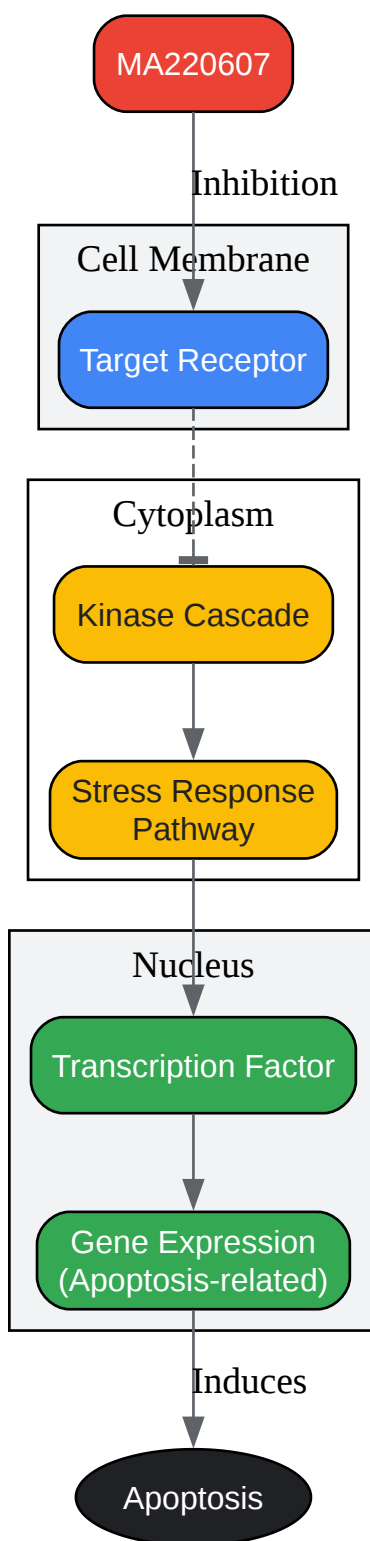 MA220607
Inhibition
Cell Membrane
Target Receptor
Cytoplasm
Kinase Cascade
Stress Response
Pathway
Nucleus
Transcription Factor
Gene Expression
(Apoptosis-related)
Induces
Apoptosis